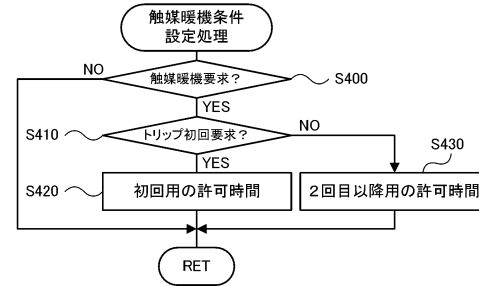 触媒暖機条件
設定処理
NO
触媒暖機要求？
S400
YES
S410
トリップ初回要求？
NO
YES
S430
S420
初回用の許可時間
２回目以降用の許可時間
RET